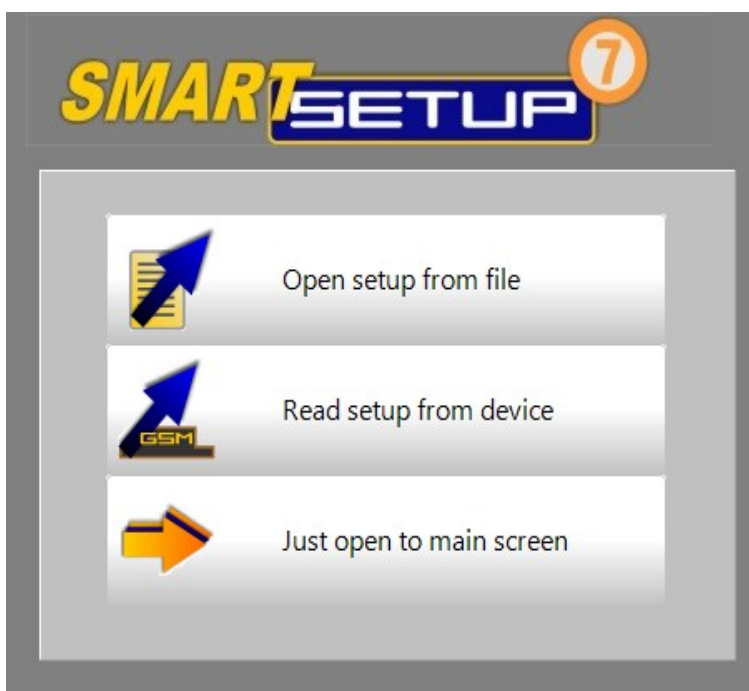 SMART SETUP 7
Open setup from file
GSM
Read setup from device
Just open to main screen